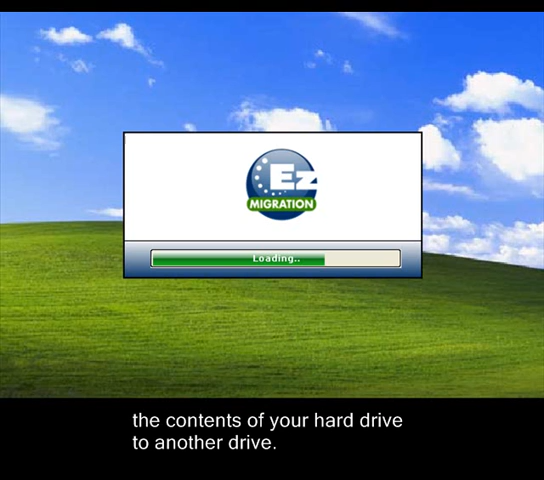 Ez
MIGRATION
Loading..
the contents of your hard drive
to another drive.